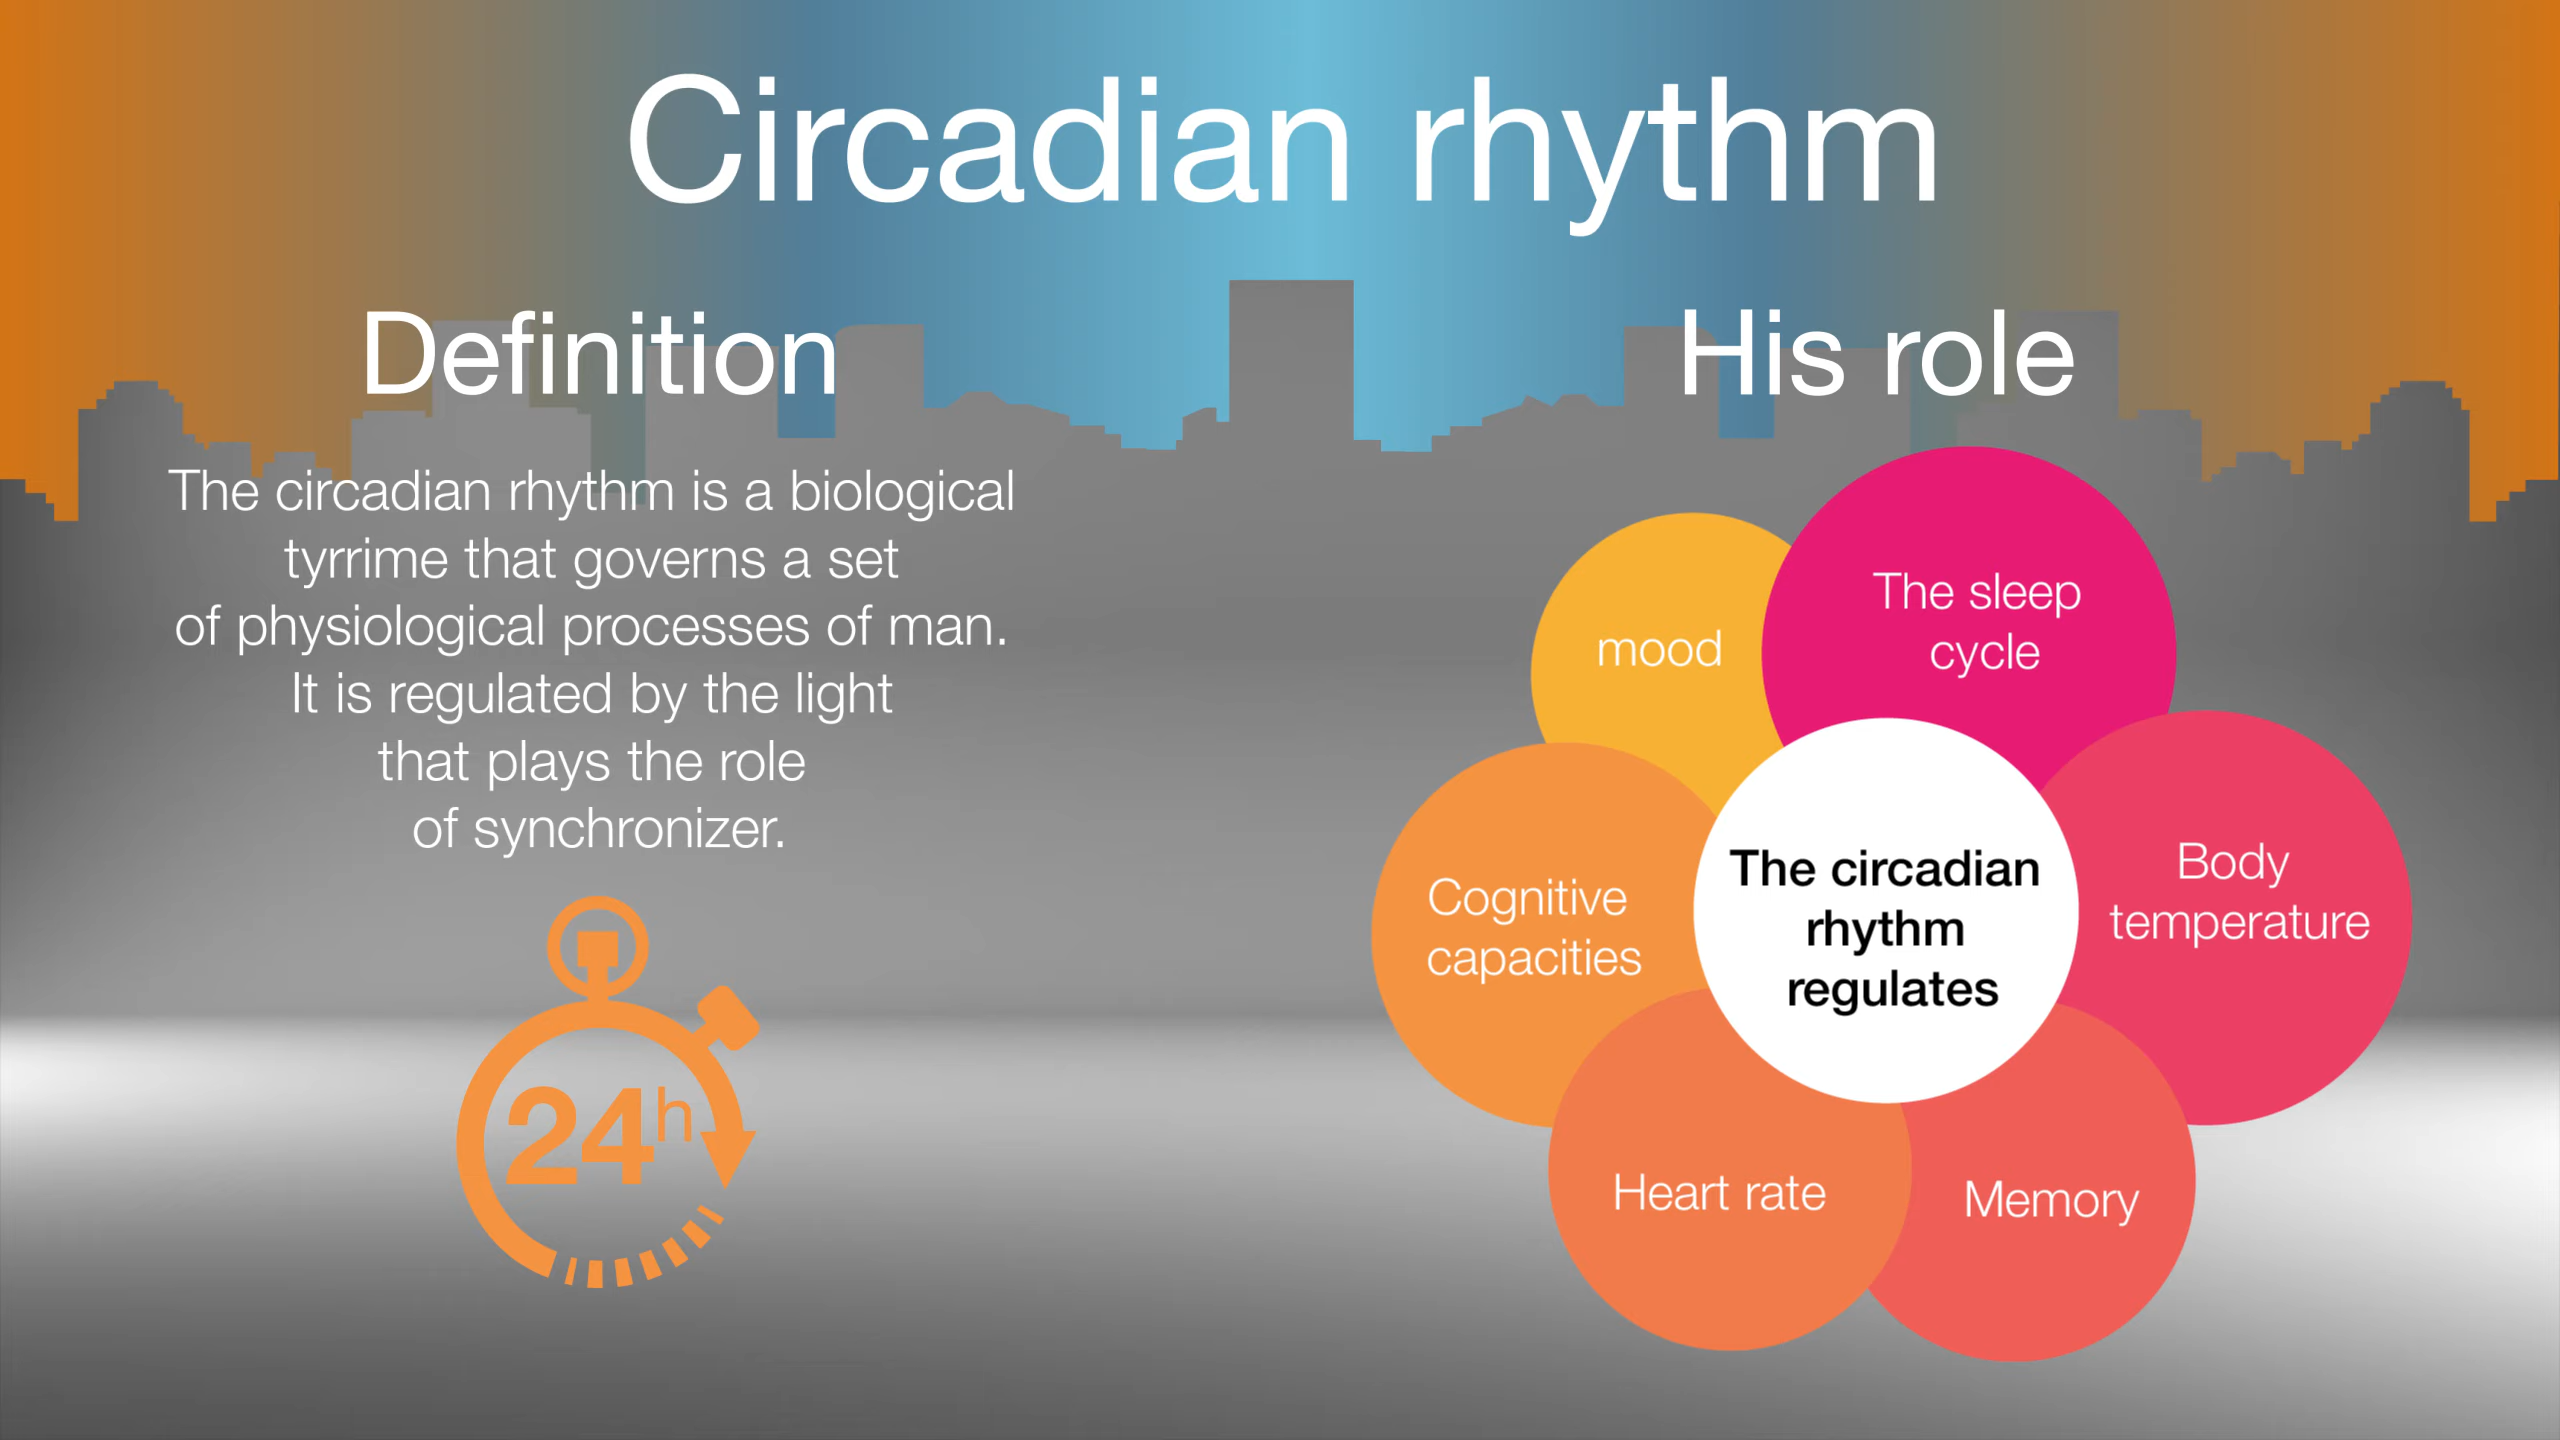 Circadian rhythm
Definition
The circadian rhythm is a biological
tyrrime that governs a set
of physiological processes of man.
It is regulated by the light
that plays the role
of synchronizer.
24h
His role
mood
The sleep
cycle
Cognitive
capacities
The circadian
rhythm
regulates
Body
temperature
Heart rate
Memory